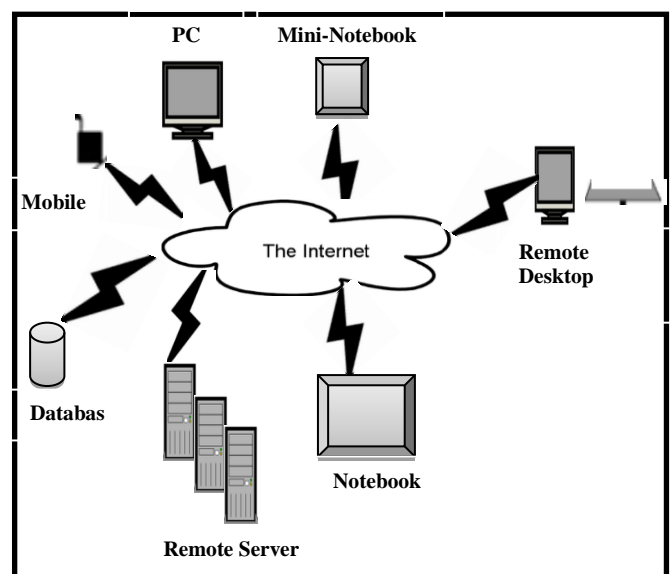 PC
Mini-Notebook
Mobile
The Internet
Remote
Desktop
Databas
Notebook
Remote Server